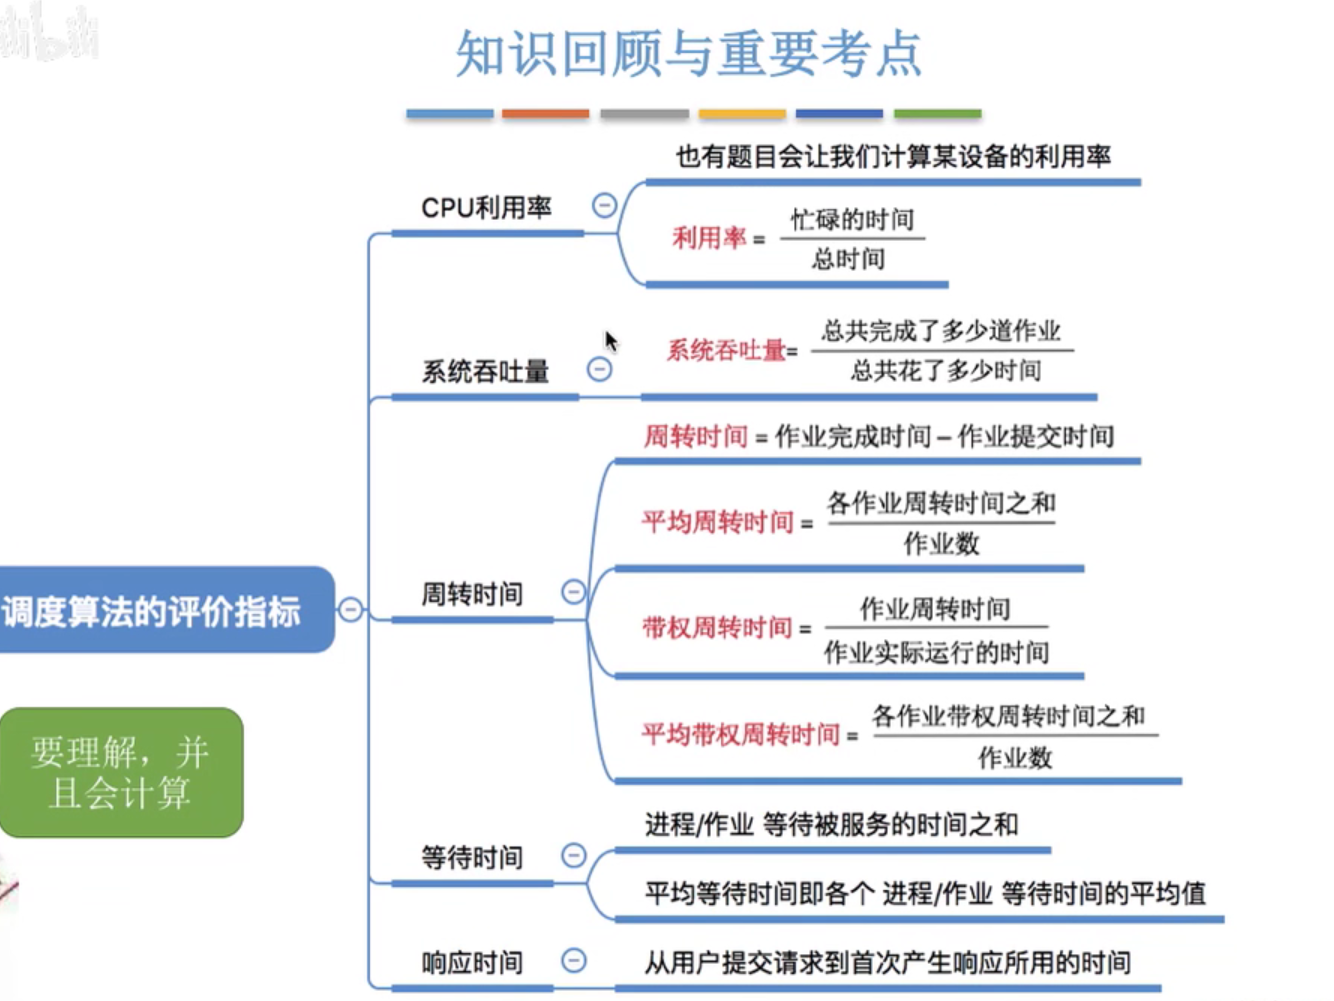 bilibili
知识回顾与重要考点
也有题目会让我们计算某设备的利用率
CPU利用率
利用率 = 忙碌的时间
总时间
系统吞吐量
系统吞吐量= 总共完成了多少道作业
总共花了多少时间
周转时间 = 作业完成时间 – 作业提交时间
平均周转时间 = 各作业周转时间之和
作业数
周转时间
调度算法的评价指标
带权周转时间 = 作业周转时间
作业实际运行的时间
平均带权周转时间 = 各作业带权周转时间之和
作业数
要理解，并
且会计算
进程/作业 等待被服务的时间之和
等待时间
平均等待时间即各个 进程/作业 等待时间的平均值
响应时间
从用户提交请求到首次产生响应所用的时间